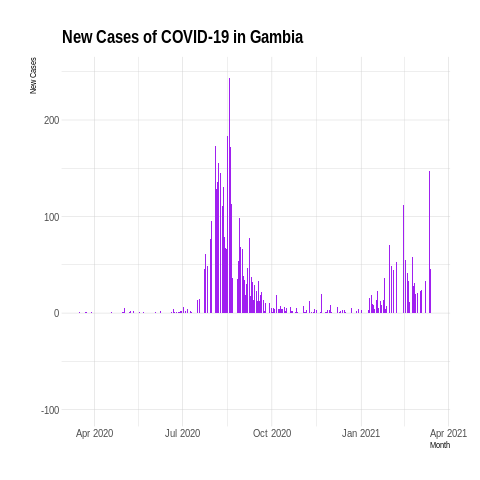 New Cases of COVID-19 in Gambia
New Cases
200
100
0
-100
Apr 2020 Jul 2020 Oct 2020 Jan 2021 Apr 2021
Month